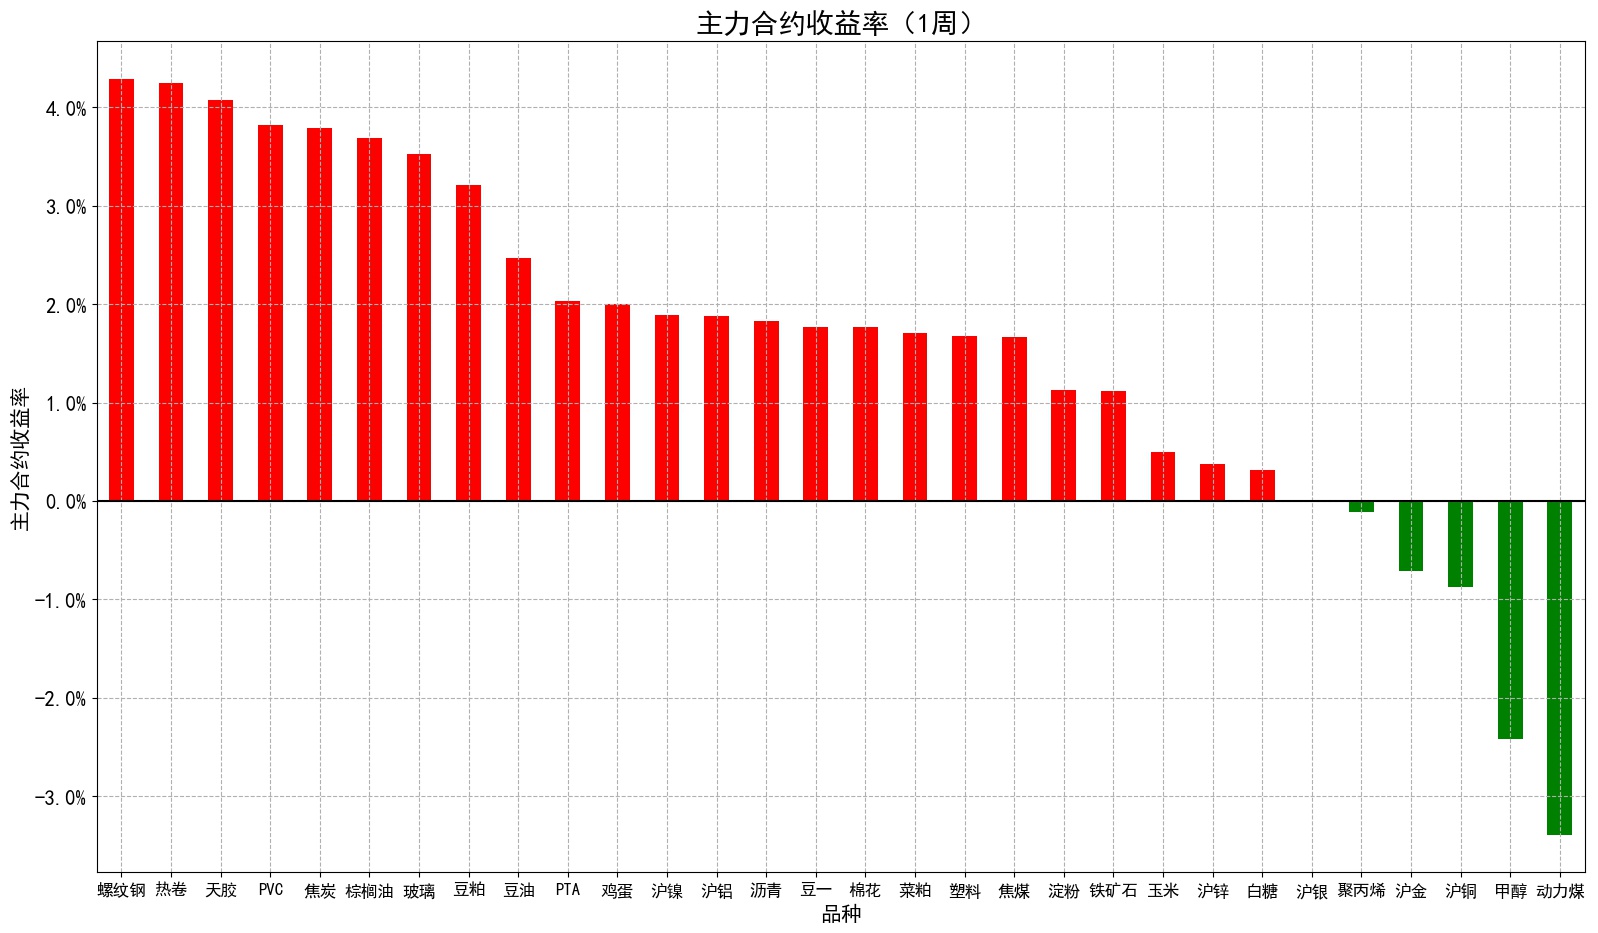 主力合约收益率（1周）
主力合约收益率
4.0%
3.0%
2.0%
1.0%
0.0%
−1.0%
−2.0%
−3.0%
螺纹钢 热卷 天胶 PVC 焦炭 棕榈油 玻璃 豆粕 豆油 PTA 鸡蛋 沪镍 沪铝 沥青 豆一 棉花 菜粕 塑料 焦煤 淀粉 铁矿石 玉米 沪锌 白糖 沪银 聚丙烯 沪金 沪铜 甲醇 动力煤
品种